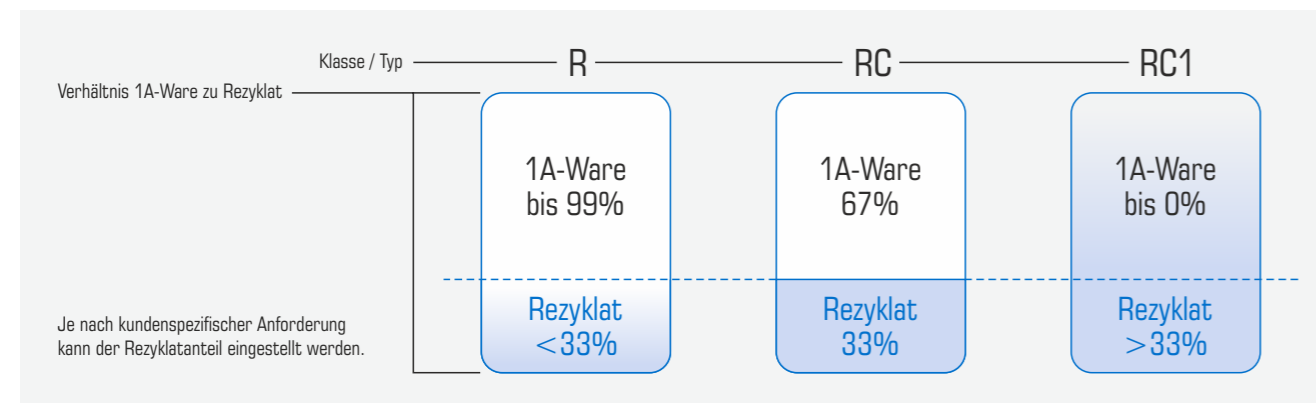 Klasse / Typ R RC RC1
Verhältnis 1A-Ware zu Rezyklat
1A-Ware
bis 99%
1A-Ware
67%
1A-Ware
bis 0%
Rezyklat
<33%
Rezyklat
33%
Rezyklat
>33%
Je nach kundenspezifischer Anforderung
kann der Rezyklatanteil eingestellt werden.